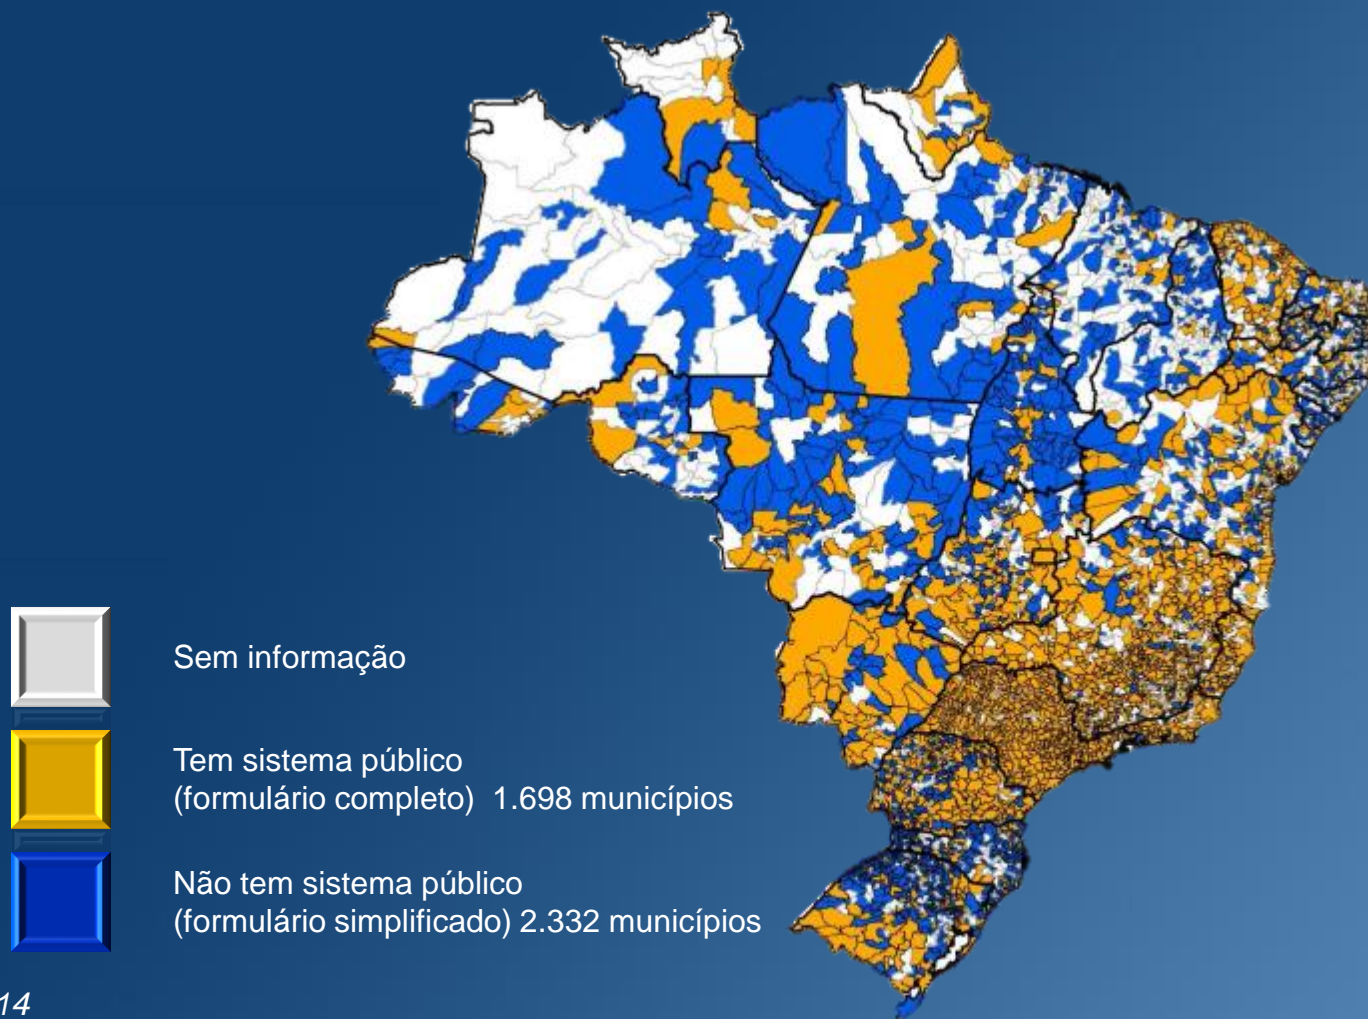 Sem informação
Tem sistema público
(formulário completo)  1.698 municípios
Não tem sistema público
(formulário simplificado) 2.332 municípios
14